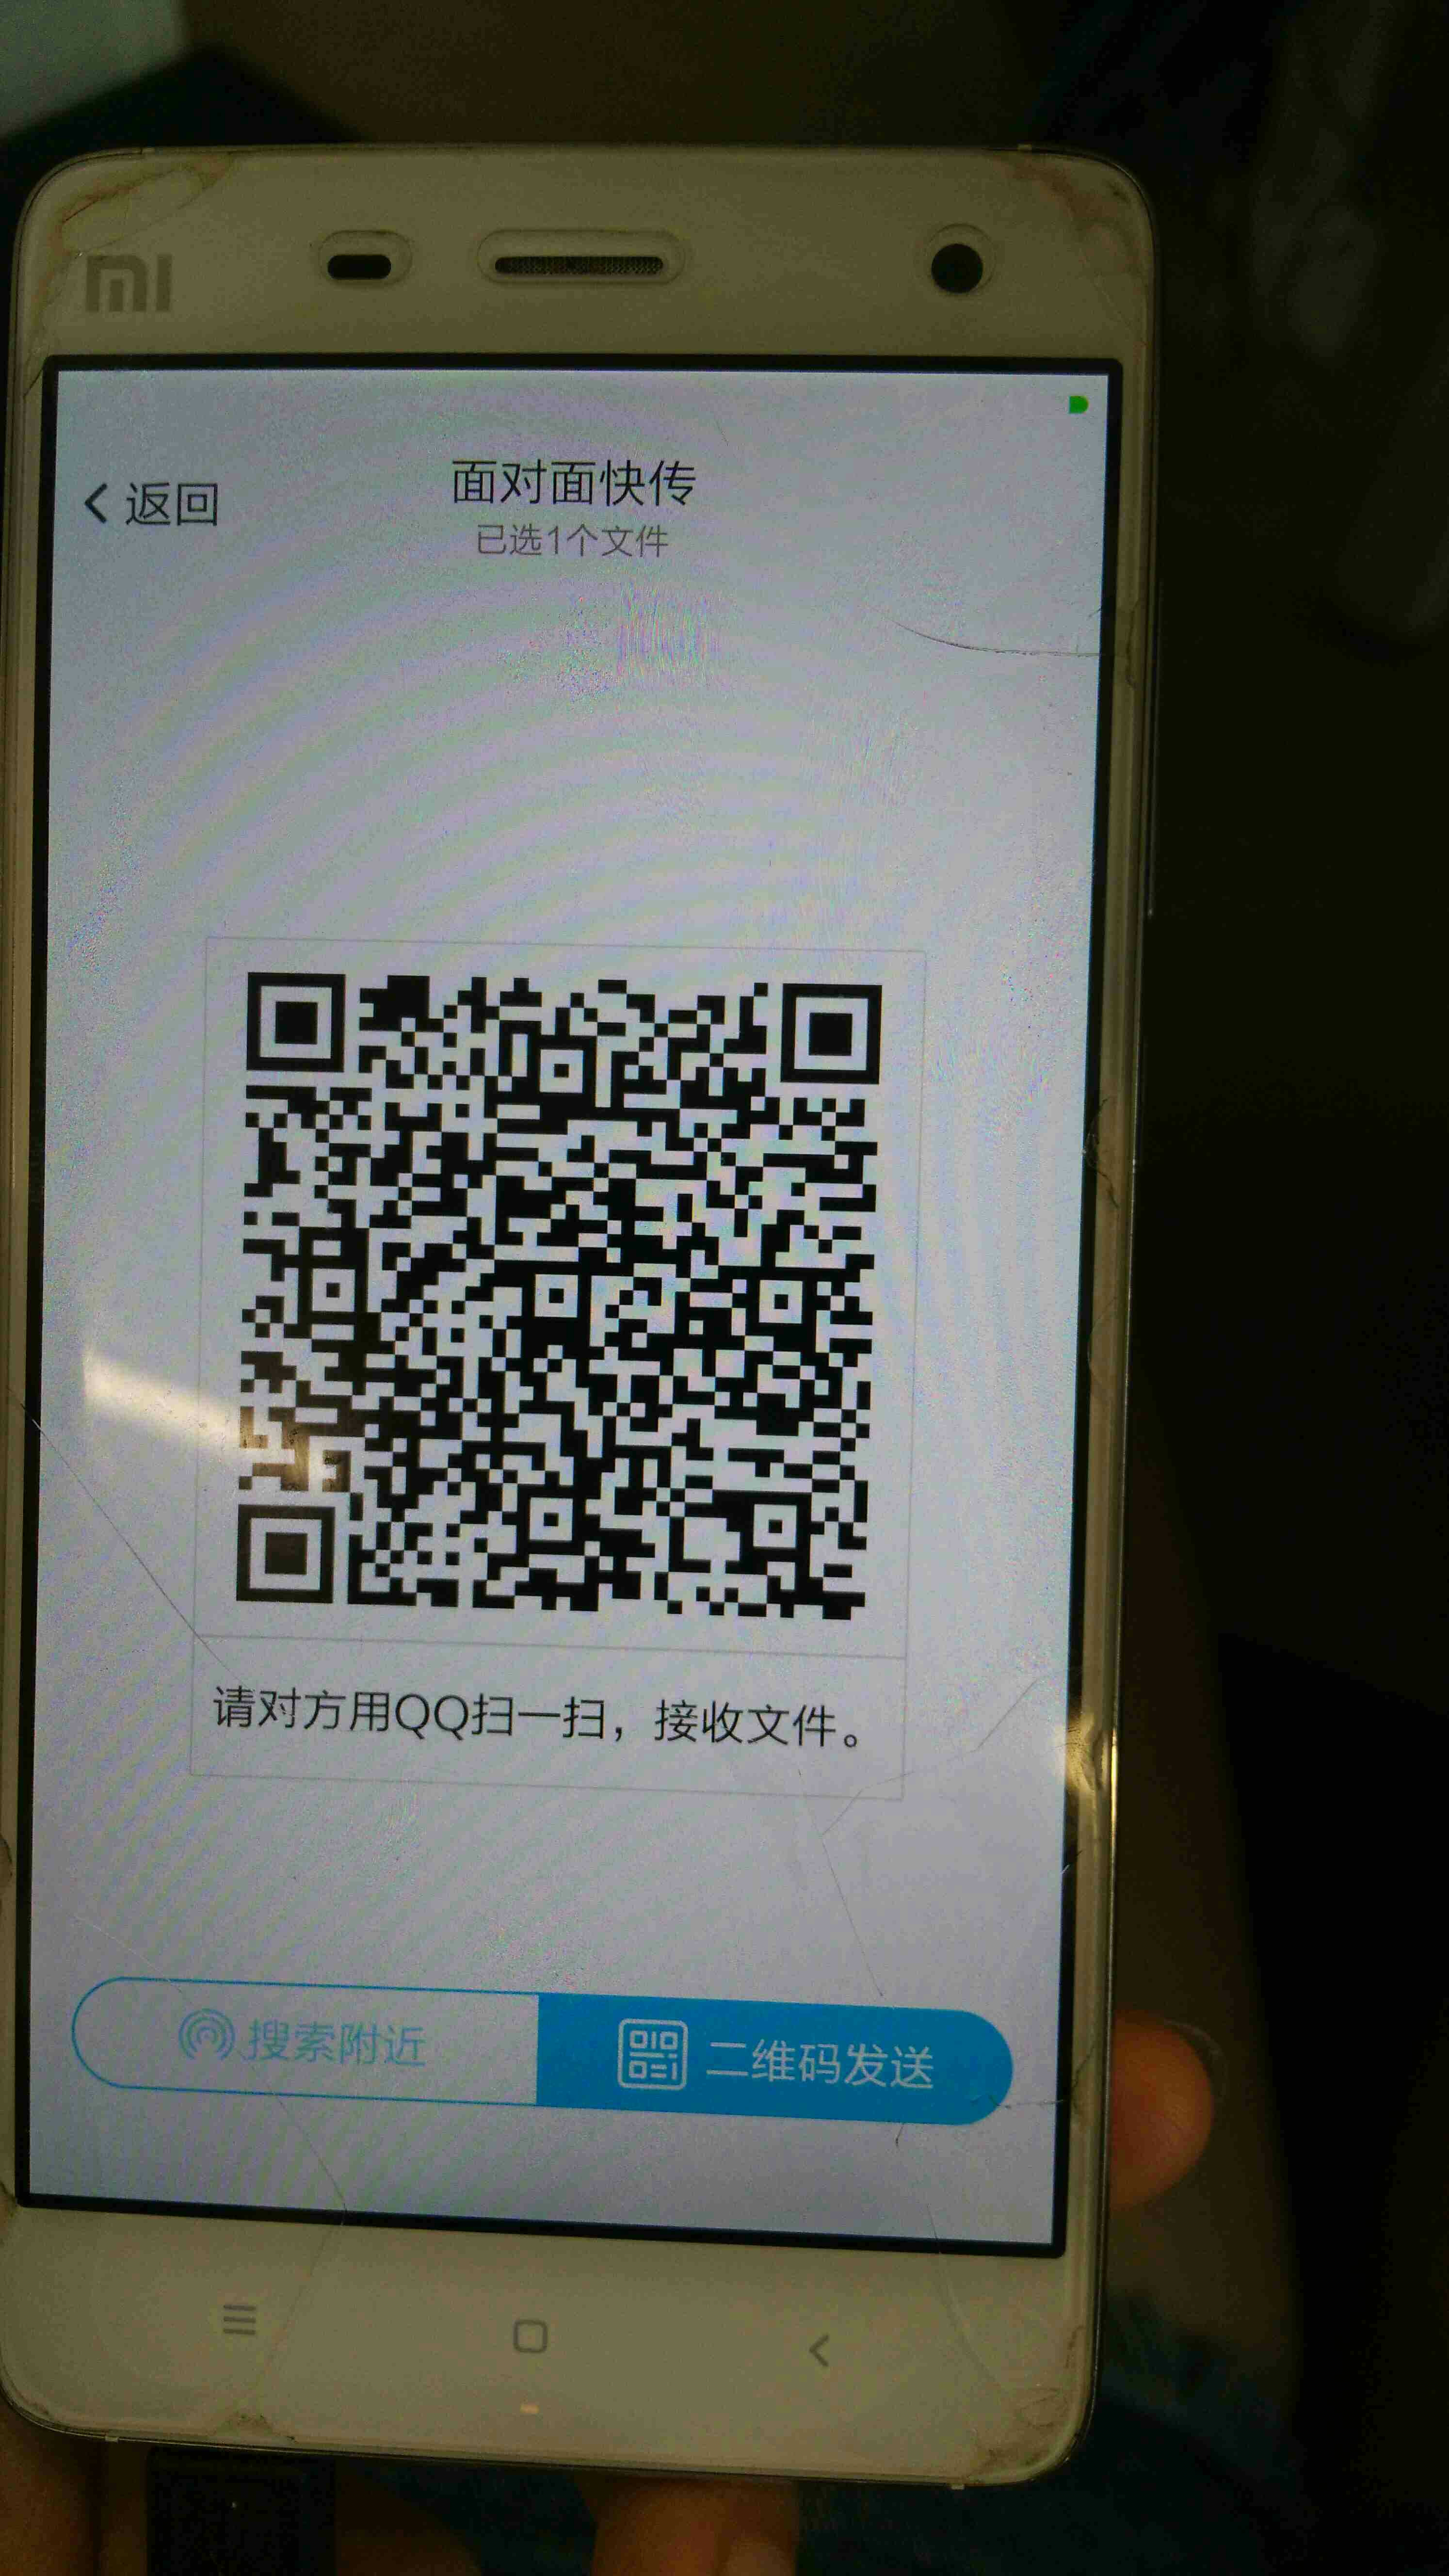 MI
面对面快传
返回
已选1个文件
请对方用QQ扫一扫，接收文件。
搜索附近
二维码发送